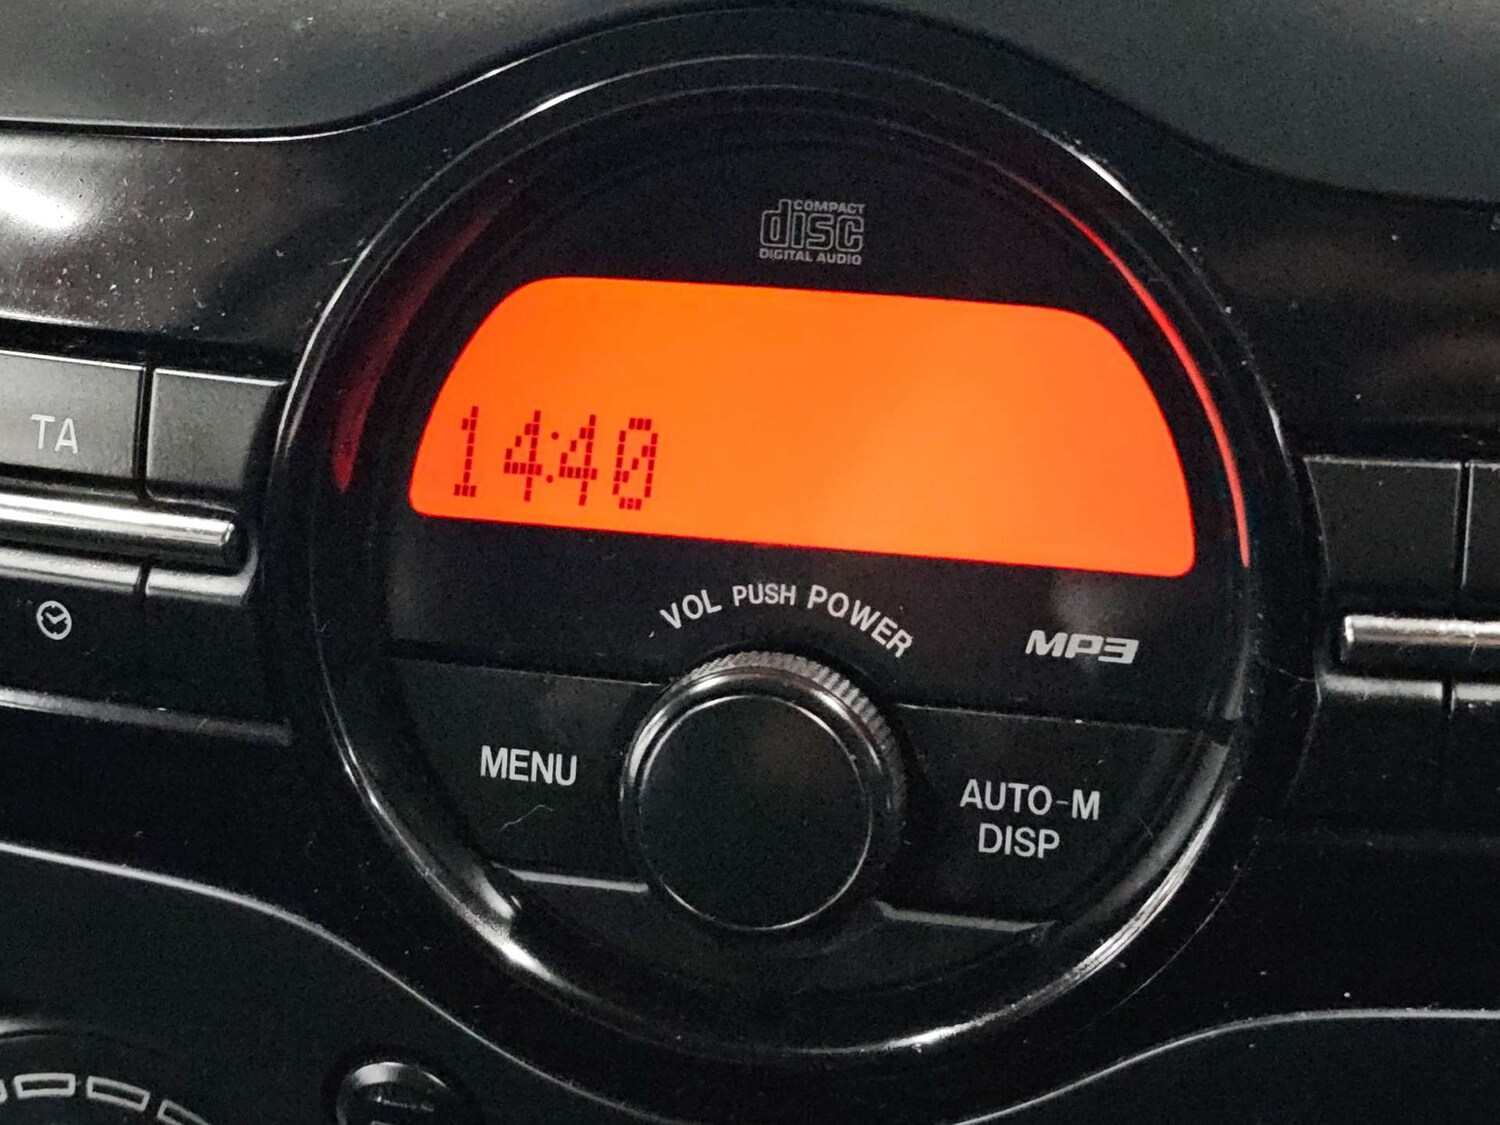 COMPACT
disc
DIGITAL AUDIO
TA
14:40
VOL PUSH POWER
MP3
MENU
AUTO-M
DISP